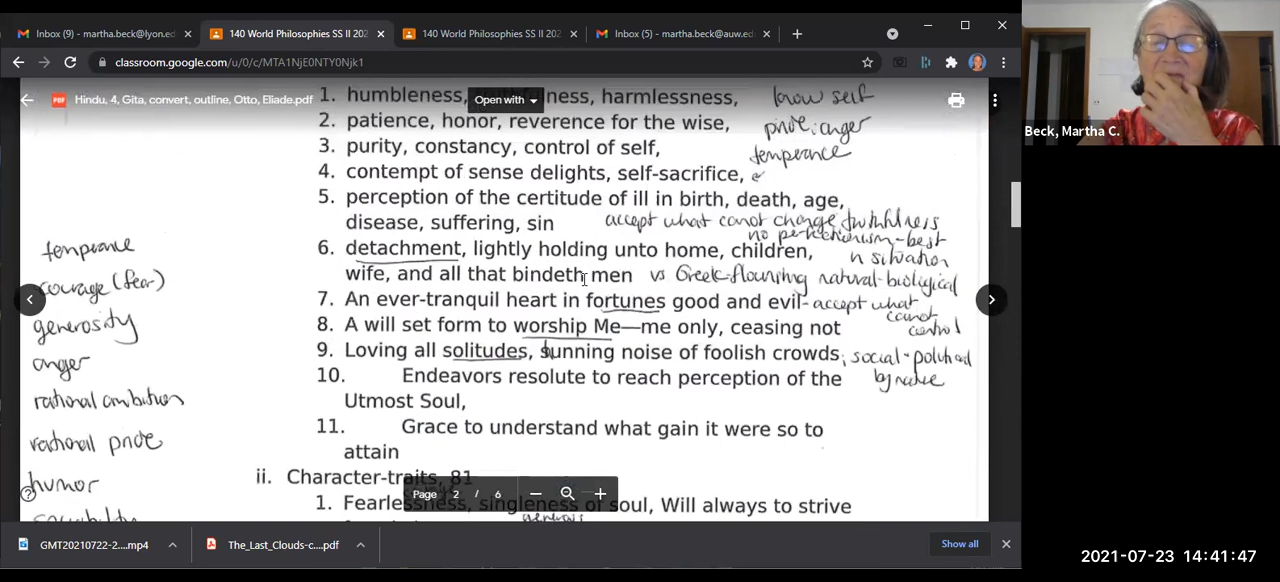 Inbox (9) - martha.beck@lyon.ed
140 World Philosophies SS II 202
140 World Philosophies SS II 202
Inbox (5) - martha.beck@auw.ed
classroom.google.com/u/0/c/MTA1NjE0NTY0Njk1
PDF Hindu, 4, Gita, convert, outline, Otto, Eliade.pdf
Open with
Beck, Martha C.
1. humbleness, ness, harmlessness, know self
2. patience, honor, reverence for the wise, pride, anger
3. purity, constancy, control of self, temperance
4. contempt of sense delights, self-sacrifice,
5. perception of the certitude of ill in birth, death, age,
disease, suffering, sin accept what cannot change truthfulness
no perfectionism-best
6. detachment, lightly holding unto home, children, in situation
wife, and all that bindeth men vs Greek-flourishing natural-biological
7. An ever-tranquil heart in fortunes good and evil-accept what
cannot
control
8. A will set form to worship Me—me only, ceasing not
9. Loving all solitudes, shunning noise of foolish crowds, social-political
by nature
10. Endeavors resolute to reach perception of the
Utmost Soul,
11. Grace to understand what gain it were so to
attain
temperance
courage (fear)
generosity
anger
rational ambition
rational pride
humor
sociability
ii. Character-traits, 81
1. Fearlessness, singleness of soul, Will always to strive
generous
Page 2 / 6
GMT20210722-2....mp4
The_Last_Clouds-c....pdf
Show all
2021-07-23 14:41:47